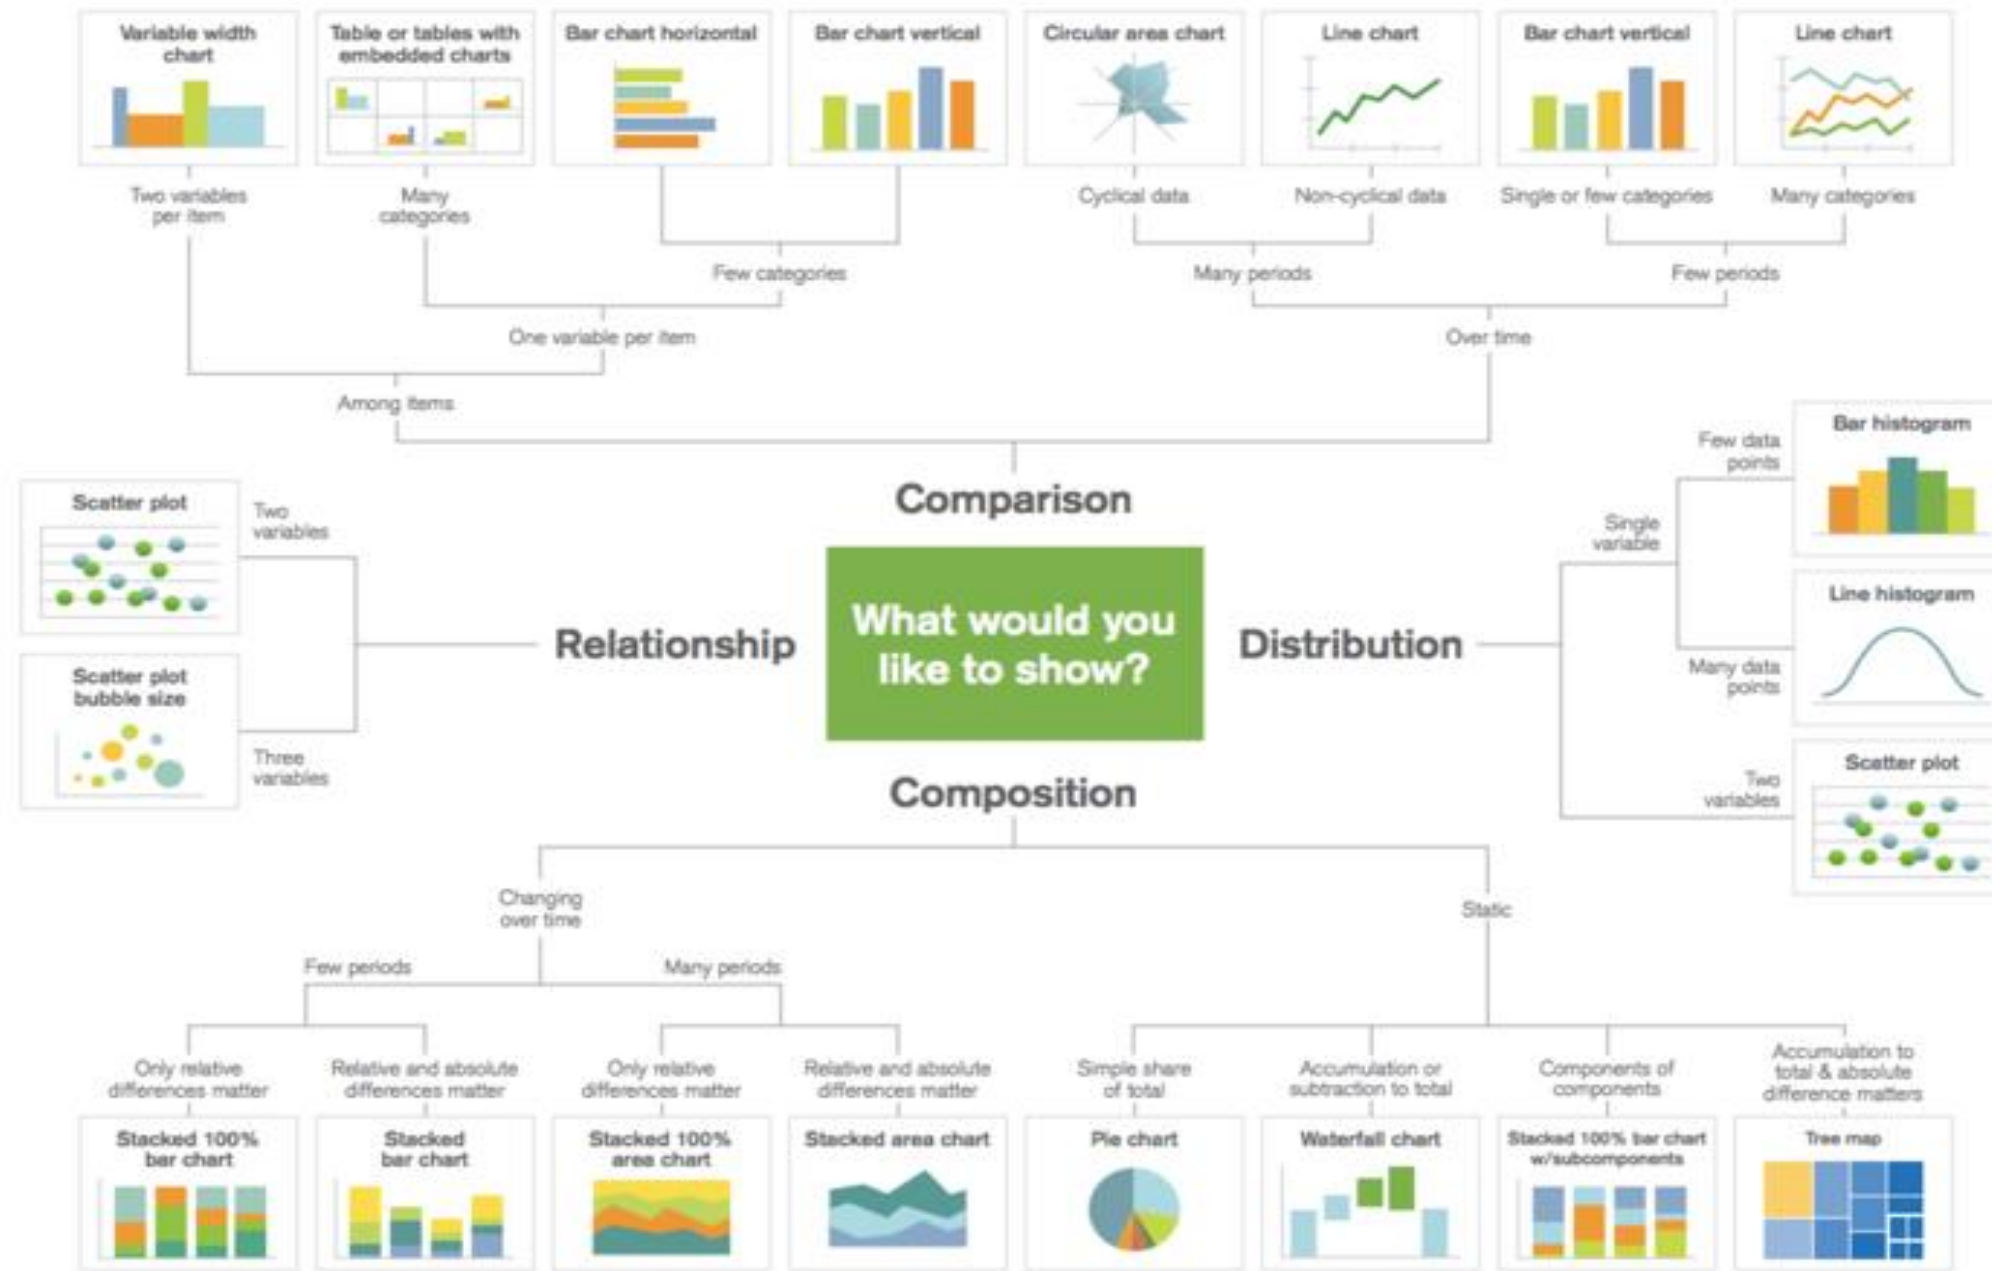 Variable width
chart
Table or tables with
embedded charts
Bar chart horizontal
Bar chart vertical
Circular area chart
Line chart
Bar chart vertical
Line chart
Two variables
per item
Many
categories
Cyclical data
Non-cyclical data
Single or few categories
Many categories
Few categories
Many periods
Few periods
One variable per item
Over time
Among items
Comparison
Scatter plot
Two
variables
Scatter plot
bubble size
Three
variables
Relationship
What would you
like to show?
Distribution
Single
variable
Few data
points
Bar histogram
Many data
points
Line histogram
Two
variables
Scatter plot
Composition
Changing
over time
Static
Few periods
Many periods
Only relative
differences matter
Relative and absolute
differences matter
Only relative
differences matter
Relative and absolute
differences matter
Simple share
of total
Accumulation or
subtraction to total
Components of
components
Accumulation to
total & absolute
difference matters
Stacked 100%
bar chart
Stacked
bar chart
Stacked 100%
area chart
Stacked area chart
Pie chart
Waterfall chart
Stacked 100% bar chart
w/subcomponents
Tree map